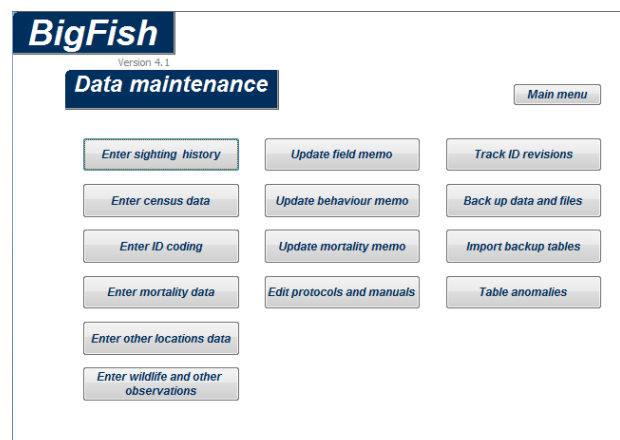 BigFish
Version 4.1
Data maintenance
Main menu
Enter sighting history
Update field memo
Track ID revisions
Enter census data
Update behaviour memo
Back up data and files
Enter ID coding
Update mortality memo
Import backup tables
Enter mortality data
Edit protocols and manuals
Table anomalies
Enter other locations data
Enter wildlife and other
observations